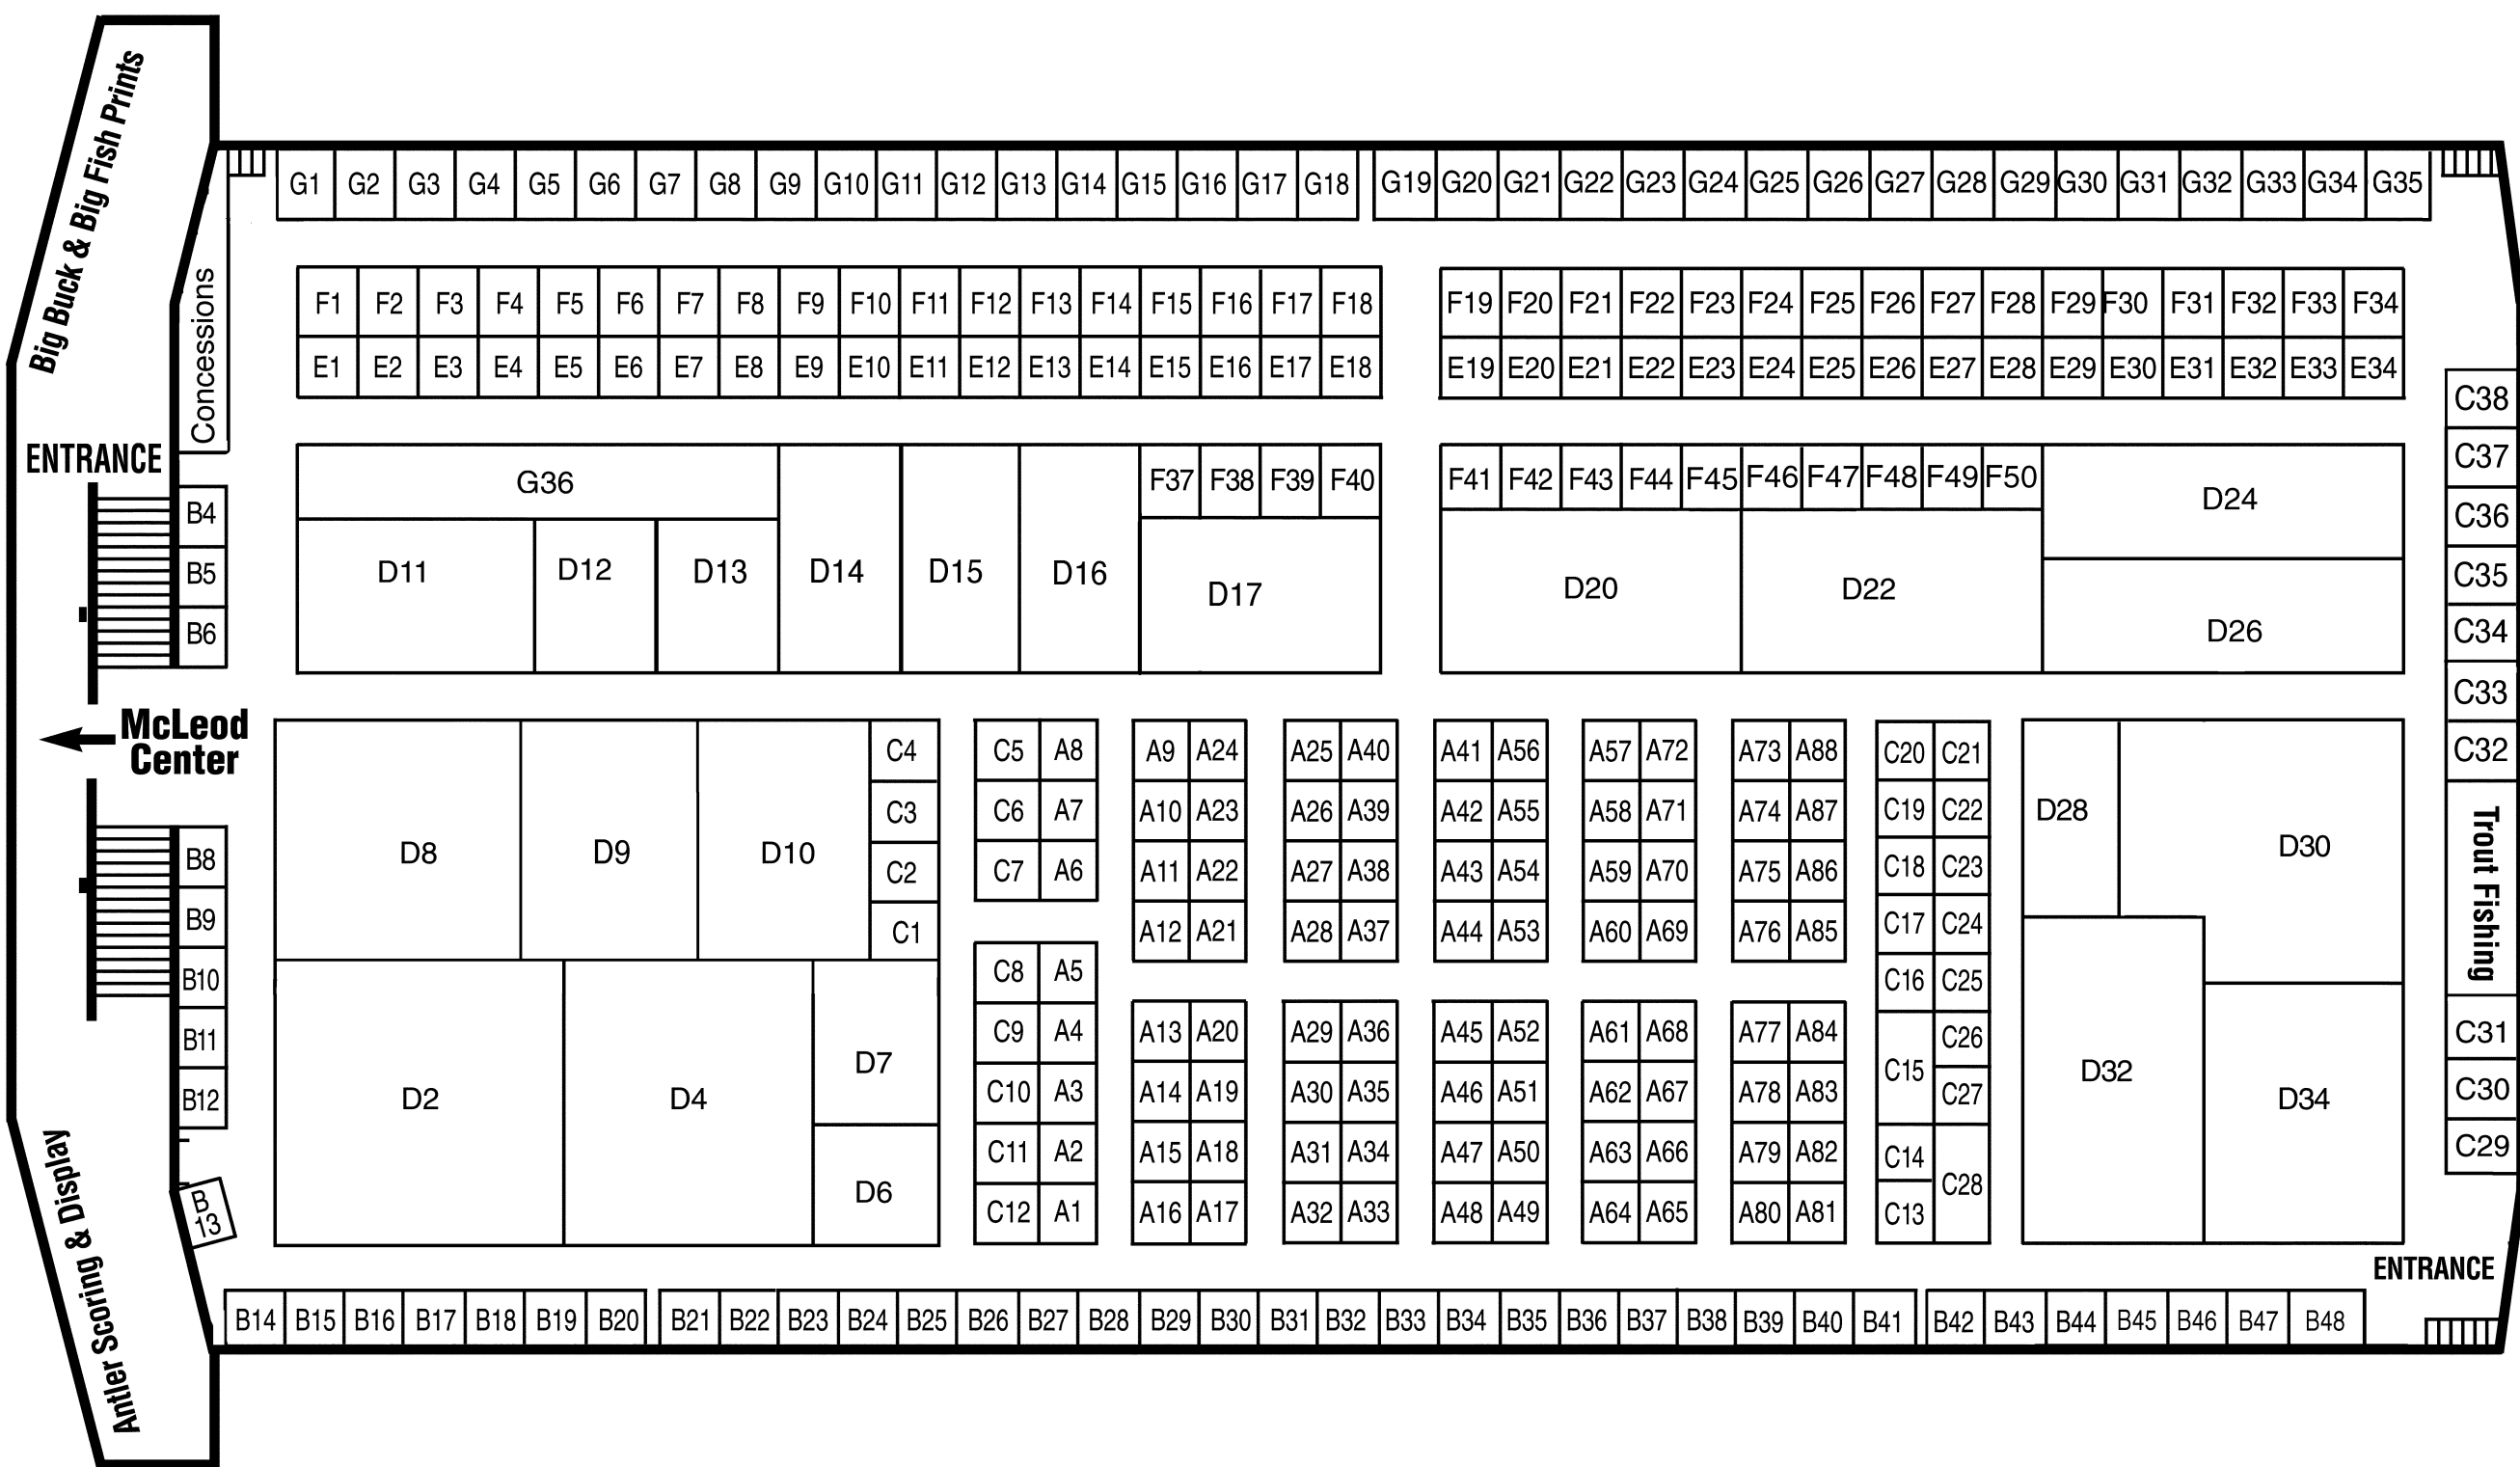 Big Buck & Big Fish Prints
G1 G2 G3 G4 G5 G6 G7 G8 G9 G10 G11 G12 G13 G14 G15 G16 G17 G18 G19 G20 G21 G22 G23 G24 G25 G26 G27 G28 G29 G30 G31 G32 G33 G34 G35
Concessions
F1 F2 F3 F4 F5 F6 F7 F8 F9 F10 F11 F12 F13 F14 F15 F16 F17 F18 F19 F20 F21 F22 F23 F24 F25 F26 F27 F28 F29 F30 F31 F32 F33 F34
E1 E2 E3 E4 E5 E6 E7 E8 E9 E10 E11 E12 E13 E14 E15 E16 E17 E18 E19 E20 E21 E22 E23 E24 E25 E26 E27 E28 E29 E30 E31 E32 E33 E34
C38
ENTRANCE
C37
G36 F37 F38 F39 F40 F41 F42 F43 F44 F45 F46 F47 F48 F49 F50 D24
B4 C36
B5 D11 D12 D13 D14 D15 D16 D17 D20 D22 C35
B6 D26 C34
C33
McLeod
Center
C4 C5 A8 A9 A24 A25 A40 A41 A56 A57 A72 A73 A88 C20 C21 C32
C3 C6 A7 A10 A23 A26 A39 A42 A55 A58 A71 A74 A87 C19 C22 D28
B8 D8 D9 D10 C2 C7 A6 A11 A22 A27 A38 A43 A54 A59 A70 A75 A86 C18 C23 D30
Trout Fishing
B9 C1 A12 A21 A28 A37 A44 A53 A60 A69 A76 A85 C17 C24
B10 C8 A5 C16 C25
B11 D7 C9 A4 A13 A20 A29 A36 A45 A52 A61 A68 A77 A84 C26 C31
B12 D2 D4 C10 A3 A14 A19 A30 A35 A46 A51 A62 A67 A78 A83 C15 C27 D32 D34 C30
C11 A2 A15 A18 A31 A34 A47 A50 A63 A66 A79 A82 C14 C29
B
13
D6 C12 A1 A16 A17 A32 A33 A48 A49 A64 A65 A80 A81 C13 C28
ENTRANCE
Antler Scoring & Display
B14 B15 B16 B17 B18 B19 B20 B21 B22 B23 B24 B25 B26 B27 B28 B29 B30 B31 B32 B33 B34 B35 B36 B37 B38 B39 B40 B41 B42 B43 B44 B45 B46 B47 B48